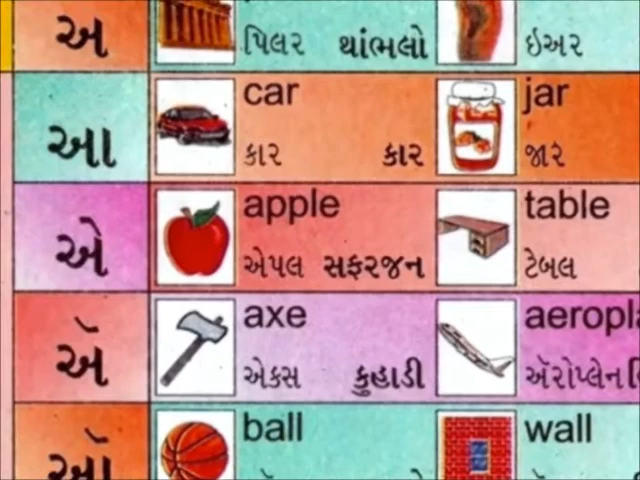 અ પિલર થાંભલો ઇઅર
car jar
આ કાર કાર જાર
apple table
એ એપલ સફરજન ટેબલ
axe
ઍ એક્સ કુહાડી ઍરોપ્લેન
ball wall
ઑ